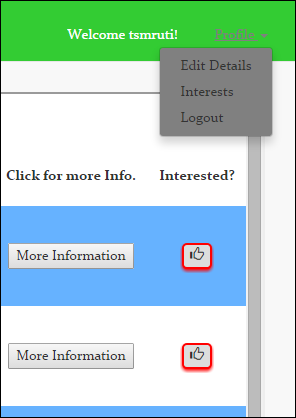 Welcome tsmruti!
Profile
Edit Details
Interests
Logout
Click for more Info. Interested?
More Information
More Information